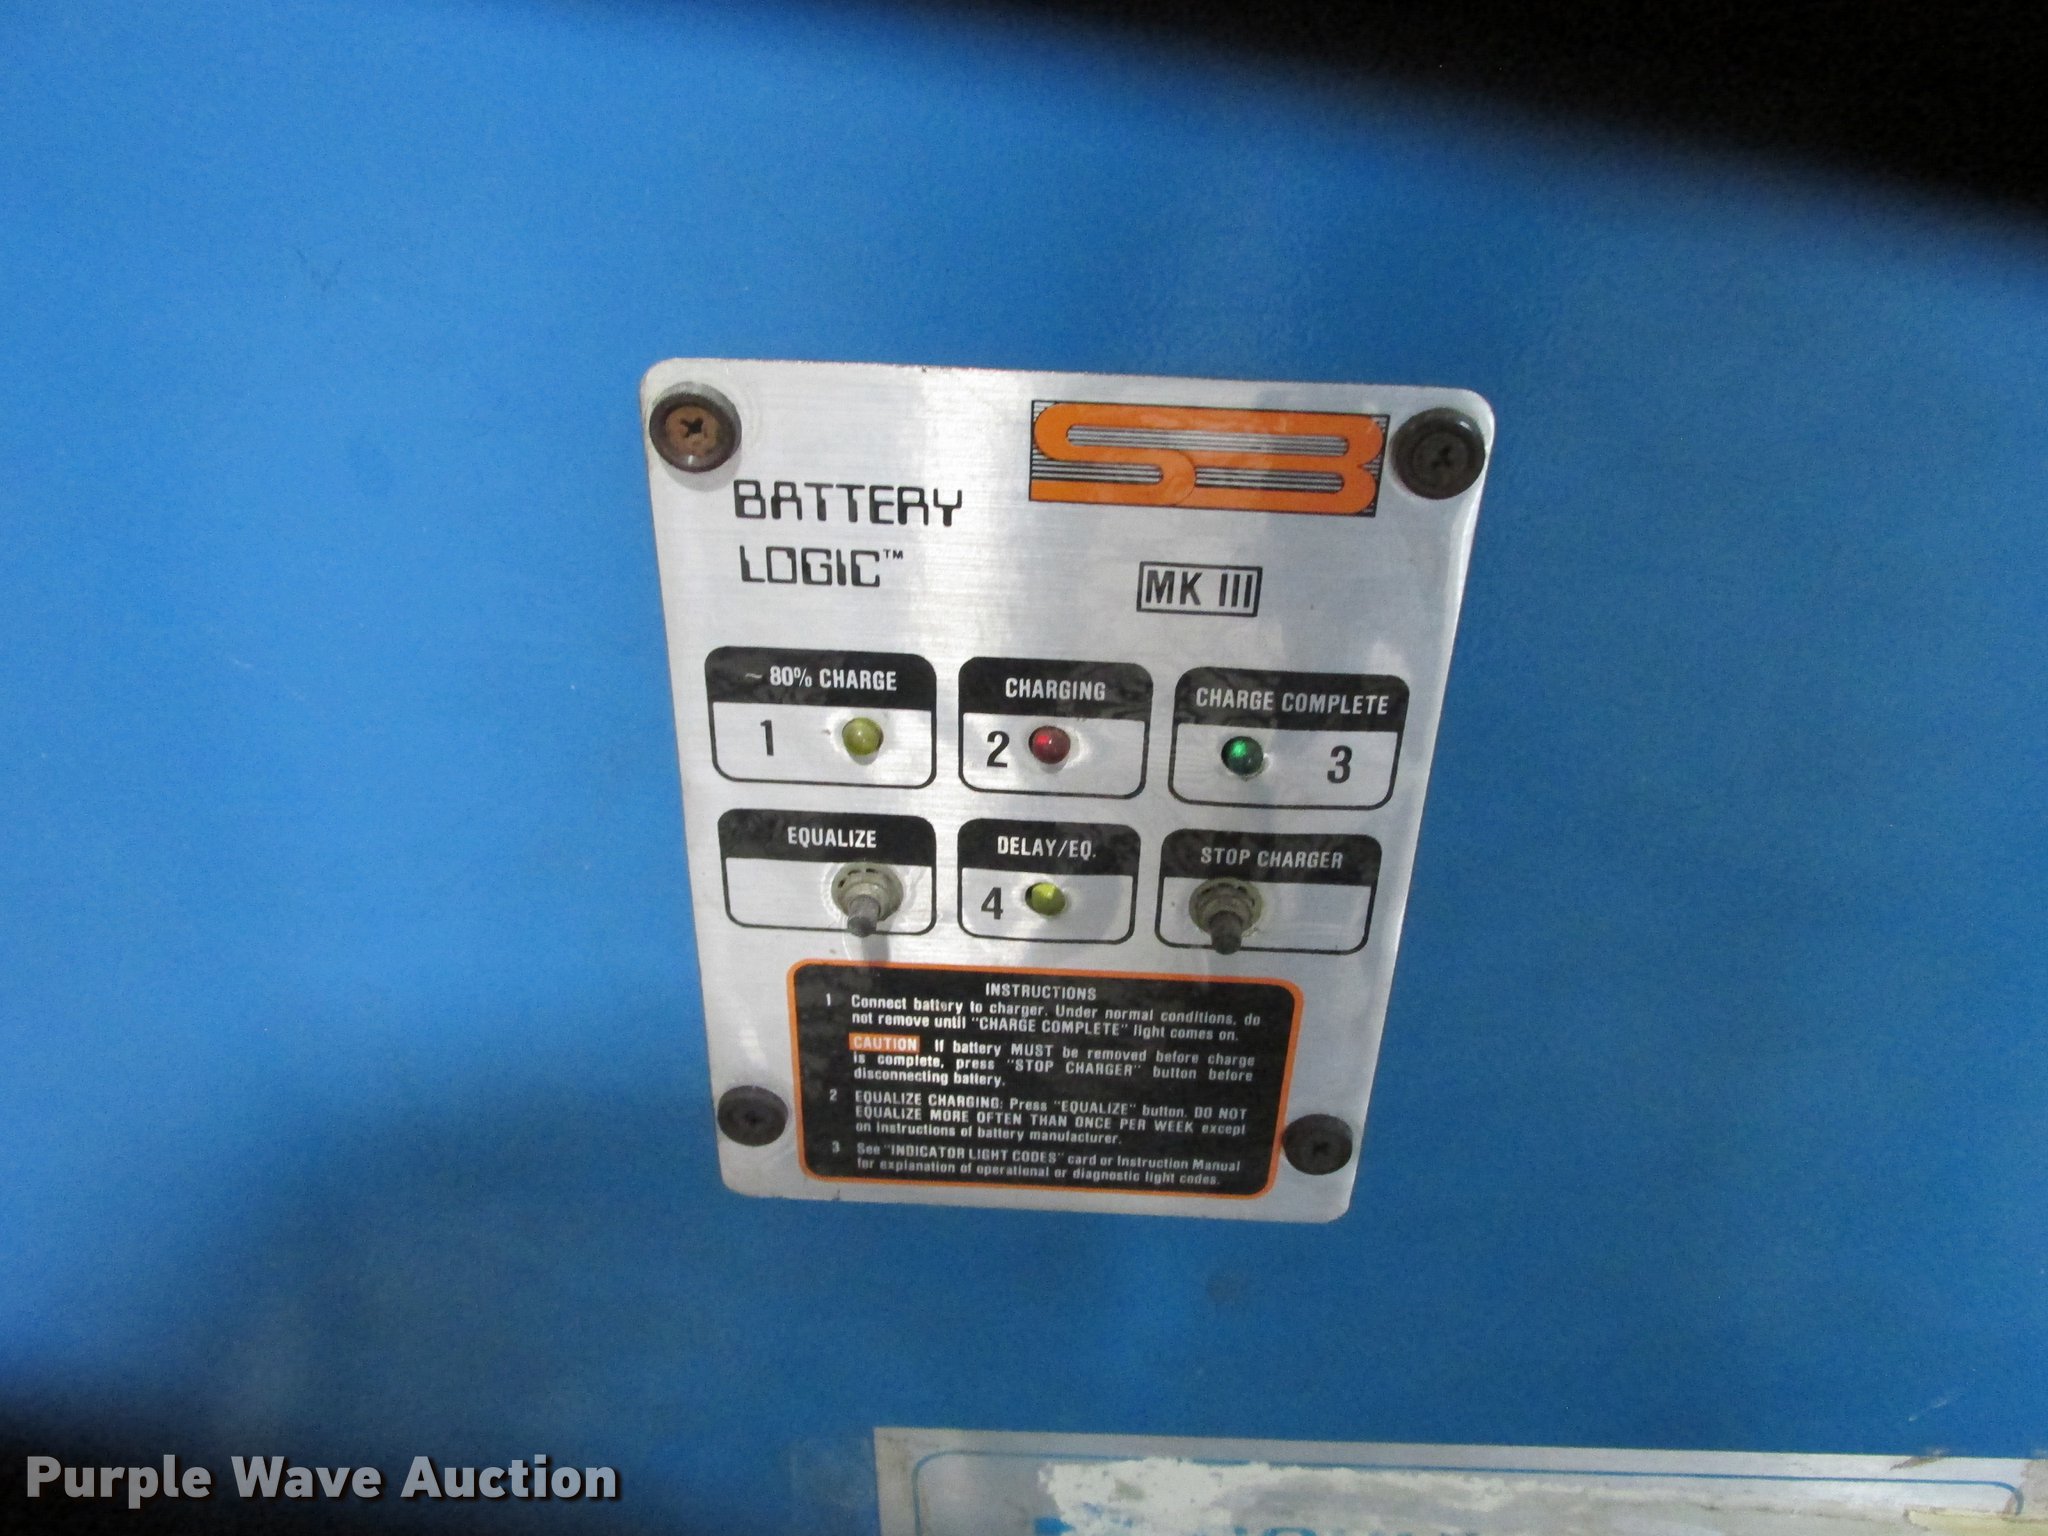 SB
BATTERY
LOGIC™
MK III
~ 80% CHARGE
1
CHARGING
2
CHARGE COMPLETE
3
EQUALIZE
DELAY/EQ.
4
STOP CHARGER
INSTRUCTIONS
1 Connect battery to charger. Under normal conditions, do
not remove until "CHARGE COMPLETE" light comes on.
CAUTION If battery MUST be removed before charge
is complete, press "STOP CHARGER" button before
disconnecting battery.
2 EQUALIZE CHARGING: Press "EQUALIZE" button. DO NOT
EQUALIZE MORE OFTEN THAN ONCE PER WEEK except
on instructions of battery manufacturer.
3 See "INDICATOR LIGHT CODES" card or Instruction Manual
for explanation of operational or diagnostic light codes.
Purple Wave Auction